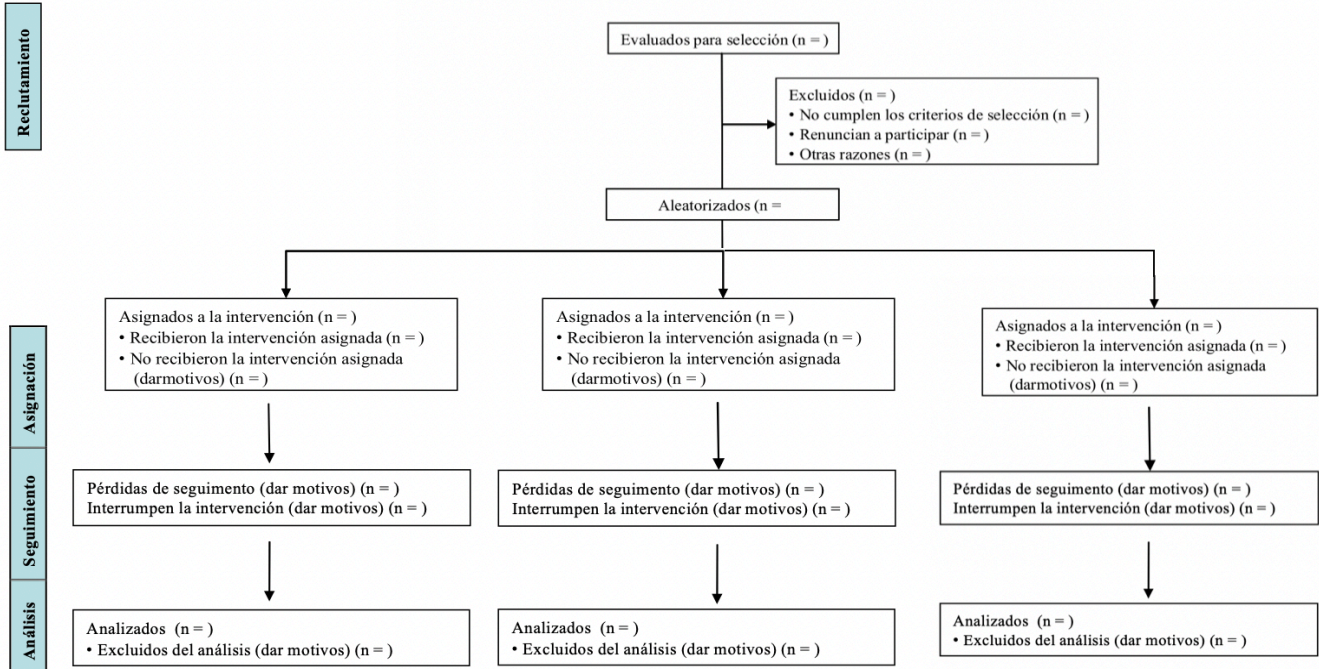 Reclutamiento
Evaluados para selección (n = )
Excluidos (n = )
• No cumplen los criterios de selección (n = )
• Renuncian a participar (n = )
• Otras razones (n = )
Aleatorizados (n =
Asignación
Asignados a la intervención (n = )
• Recibieron la intervención asignada (n = )
• No recibieron la intervención asignada
(darmotivos) (n = )
Asignados a la intervención (n = )
• Recibieron la intervención asignada (n = )
• No recibieron la intervención asignada
(darmotivos) (n = )
Asignados a la intervención (n = )
• Recibieron la intervención asignada (n = )
• No recibieron la intervención asignada
(darmotivos) (n = )
Seguimiento
Pérdidas de seguimento (dar motivos) (n = )
Interrumpen la intervención (dar motivos) (n = )
Pérdidas de seguimento (dar motivos) (n = )
Interrumpen la intervención (dar motivos) (n = )
Pérdidas de seguimento (dar motivos) (n = )
Interrumpen la intervención (dar motivos) (n = )
Análisis
Analizados (n = )
• Excluidos del análisis (dar motivos) (n = )
Analizados (n = )
• Excluidos del análisis (dar motivos) (n = )
Analizados (n = )
• Excluidos del análisis (dar motivos) (n = )